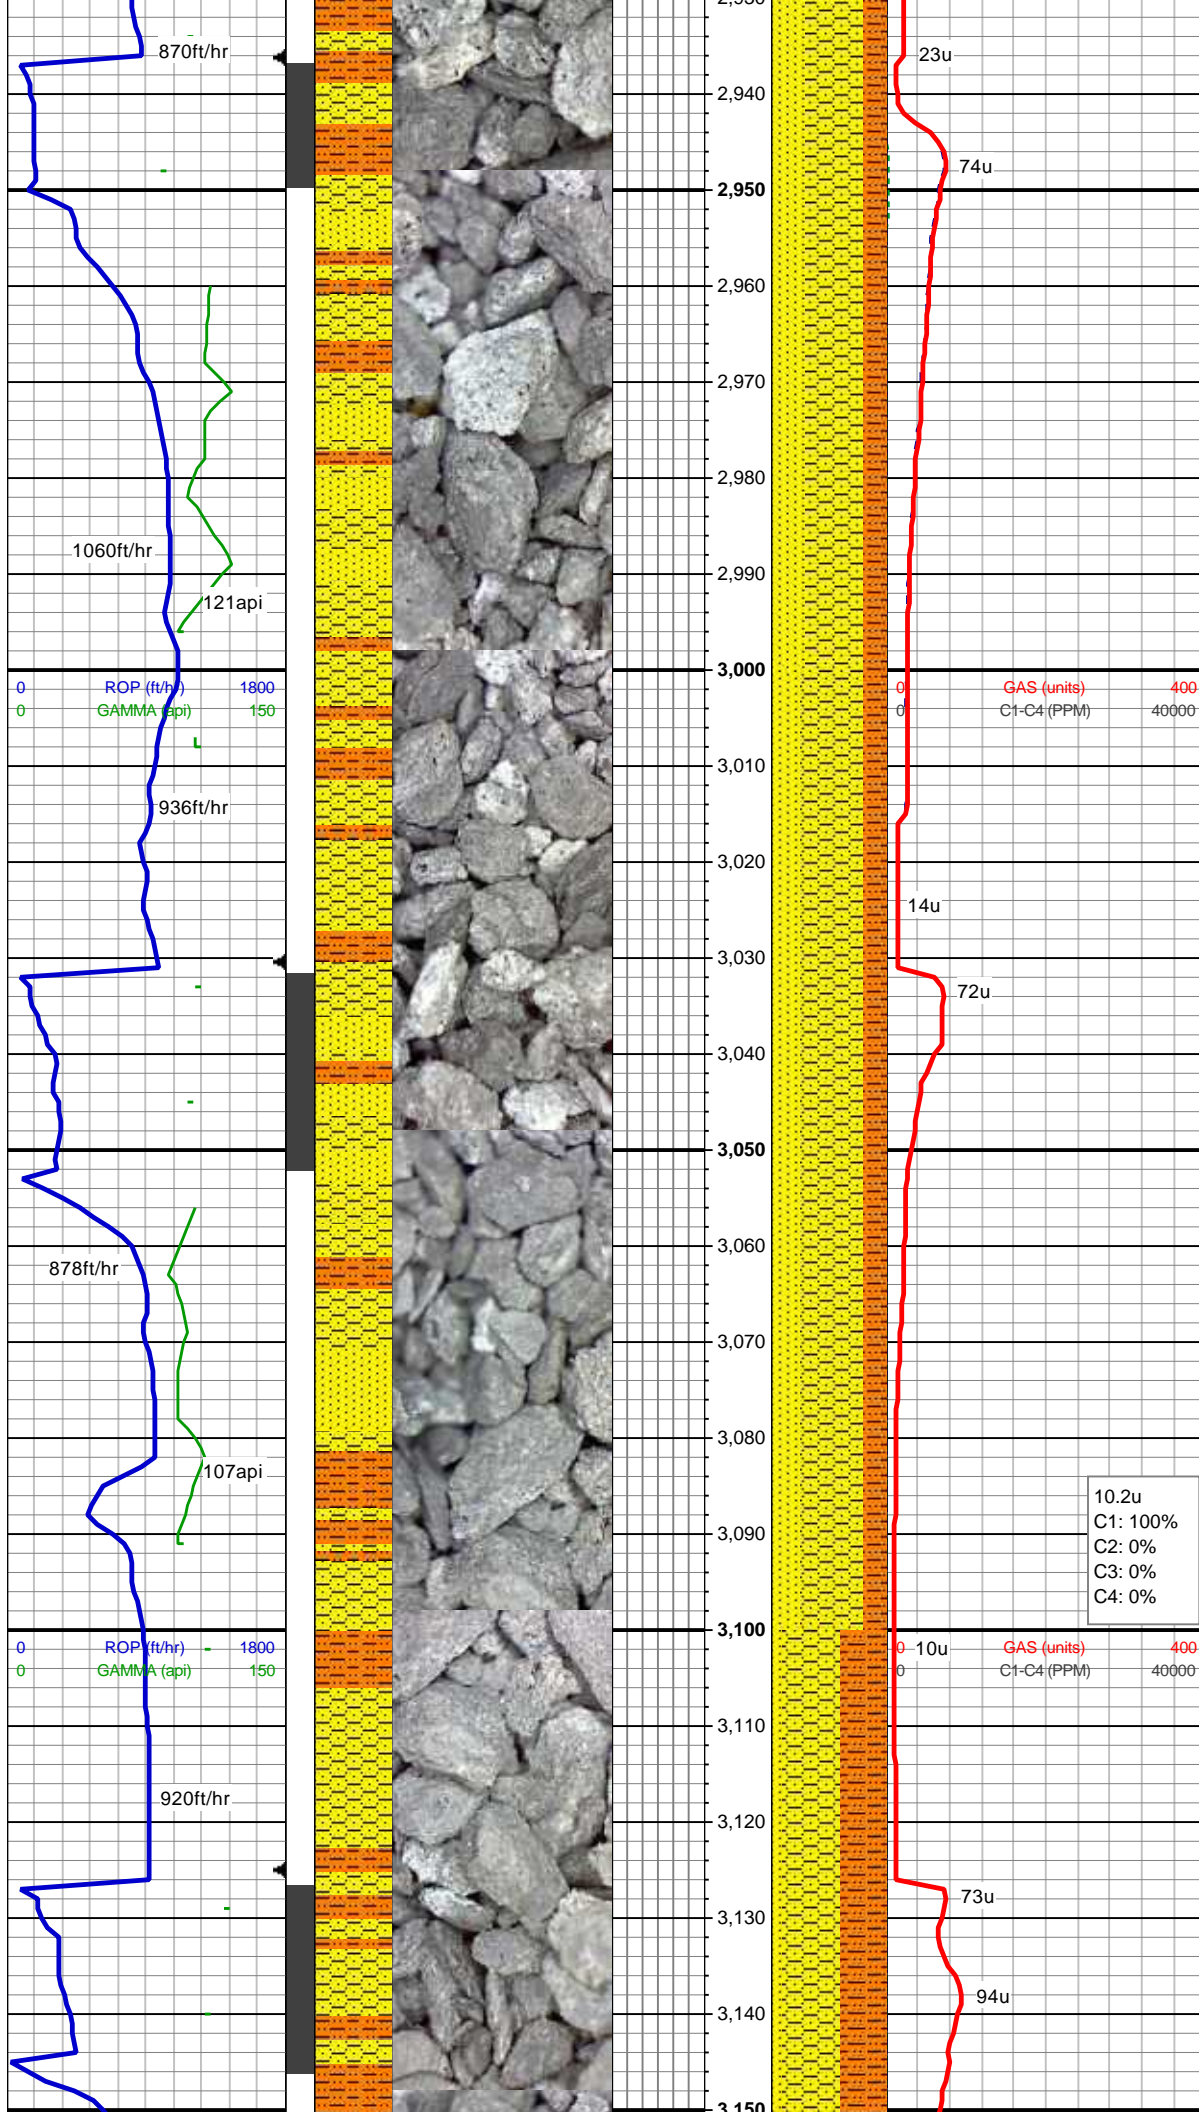 2,930
870ft/hr
23u
2,940
74u
2,950
2,960
2,970
2,980
1060ft/hr
2,990
121api
3,000
0 ROP (ft/hr) 1800
0 GAS (units) 400
0 GAMMA (api) 150
0 C1-C4 (PPM) 40000
3,010
936ft/hr
3,020
14u
3,030
72u
3,040
3,050
3,060
878ft/hr
3,070
3,080
107api
3,090
10.2u
C1: 100%
C2: 0%
C3: 0%
C4: 0%
3,100
0 ROP (ft/hr) 1800
0 10u GAS (units) 400
0 GAMMA (api) 150
0 C1-C4 (PPM) 40000
3,110
920ft/hr
3,120
73u
3,130
94u
3,140
3,150